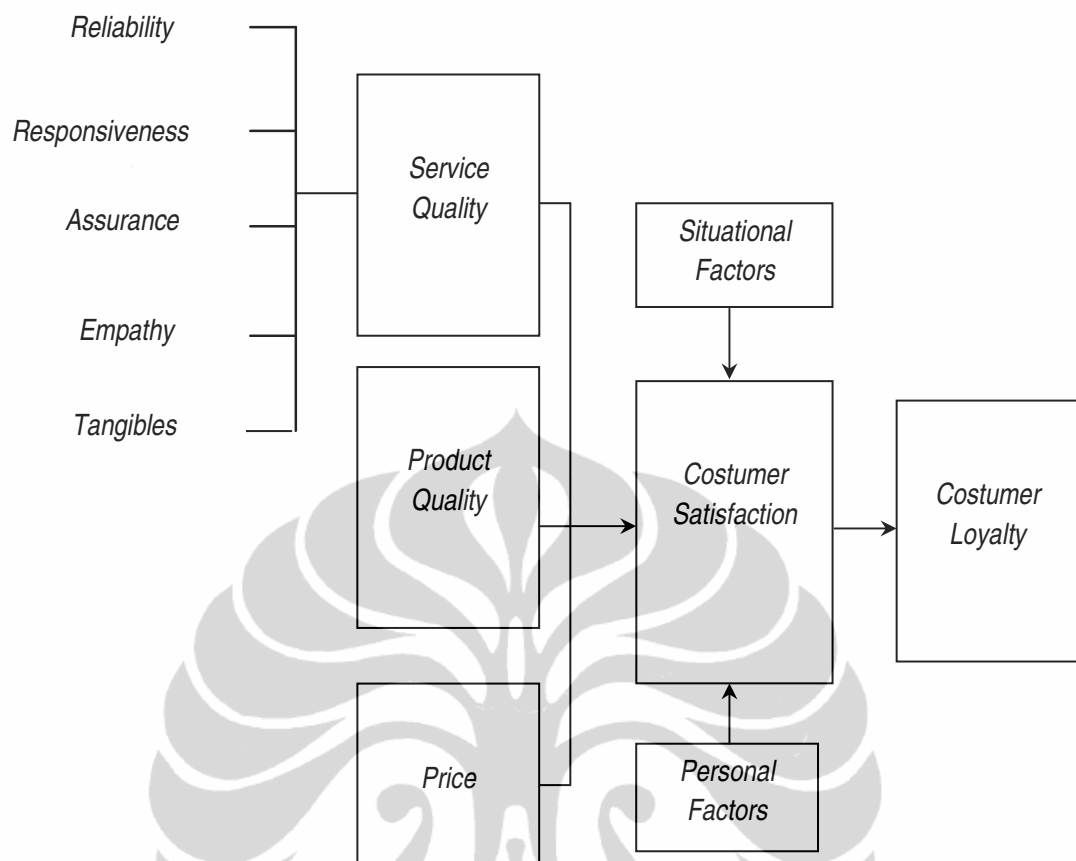 Reliability
Responsiveness
Assurance
Empathy
Tangibles
Service
Quality
Product
Quality
Price
Situational
Factors
Costumer
Satisfaction
Personal
Factors
Costumer
Loyalty